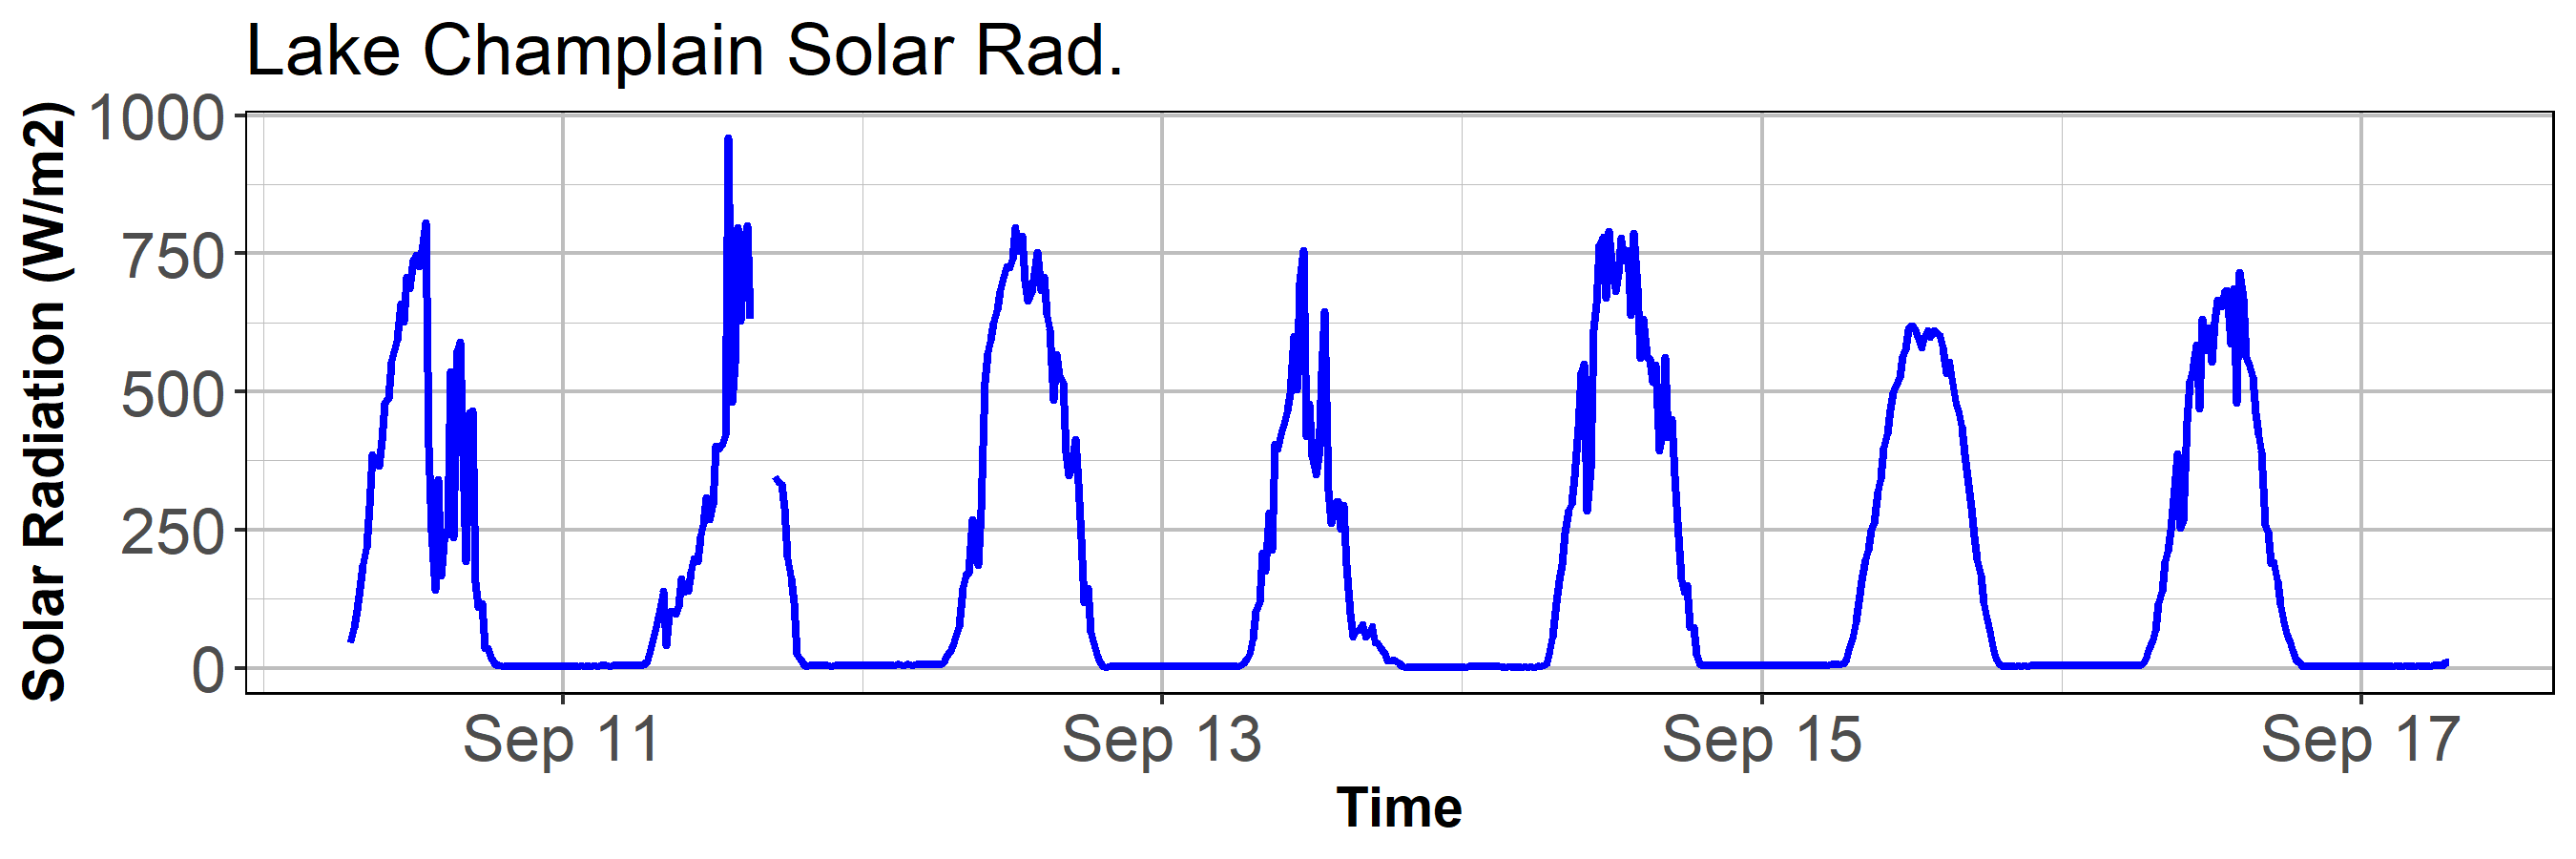 Lake Champlain Solar Rad.
Solar Radiation (W/m2)
1000
750
500
250
0
Sep 11
Sep 13
Sep 15
Sep 17
Time